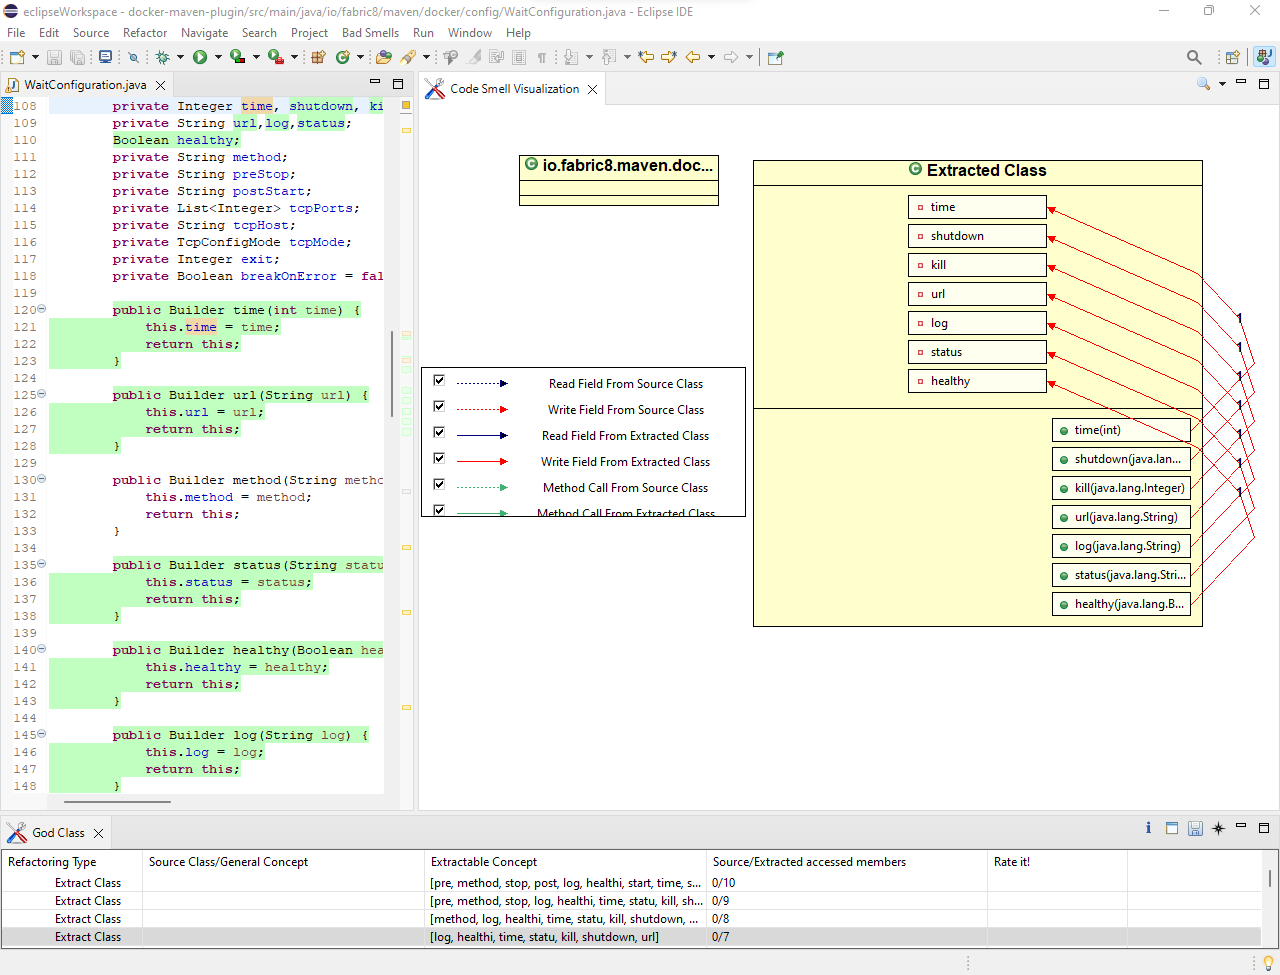 eclipseWorkspace - docker-maven-plugin/src/main/java/io/fabric8/maven/docker/config/WaitConfiguration.java - Eclipse IDE
File Edit Source Refactor Navigate Search Project Bad Smells Run Window Help
WaitConfiguration.java
108 private Integer time, shutdown, ki
109 private String url,log,status;
110 Boolean healthy;
111 private String method;
112 private String preStop;
113 private String postStart;
114 private List<Integer> tcpPorts;
115 private String tcpHost;
116 private TcpConfigMode tcpMode;
117 private Integer exit;
118 private Boolean breakOnError = fal
119
120 public Builder time(int time) {
121 this.time = time;
122 return this;
123 }
124
125 public Builder url(String url) {
126 this.url = url;
127 return this;
128 }
129
130 public Builder method(String metho
131 this.method = method;
132 return this;
133 }
134
135 public Builder status(String statu
136 this.status = status;
137 return this;
138 }
139
140 public Builder healthy(Boolean hea
141 this.healthy = healthy;
142 return this;
143 }
144
145 public Builder log(String log) {
146 this.log = log;
147 return this;
148 }
Code Smell Visualization
io.fabric8.maven.doc...
Extracted Class
time
shutdown
kill
url
log
status
healthy
1
1
1
1
1
1
1
time(int)
shutdown(java.lan...
kill(java.lang.Integer)
url(java.lang.String)
log(java.lang.String)
status(java.lang.Stri...
healthy(java.lang.B...
Read Field From Source Class
Write Field From Source Class
Read Field From Extracted Class
Write Field From Extracted Class
Method Call From Source Class
Method Call From Extracted Class
God Class
Refactoring Type Source Class/General Concept Extractable Concept Source/Extracted accessed members Rate it!
Extract Class [pre, method, stop, post, log, healthi, start, time, s... 0/10
Extract Class [pre, method, stop, log, healthi, time, statu, kill, sh... 0/9
Extract Class [method, log, healthi, time, statu, kill, shutdown, ... 0/8
Extract Class [log, healthi, time, statu, kill, shutdown, url] 0/7